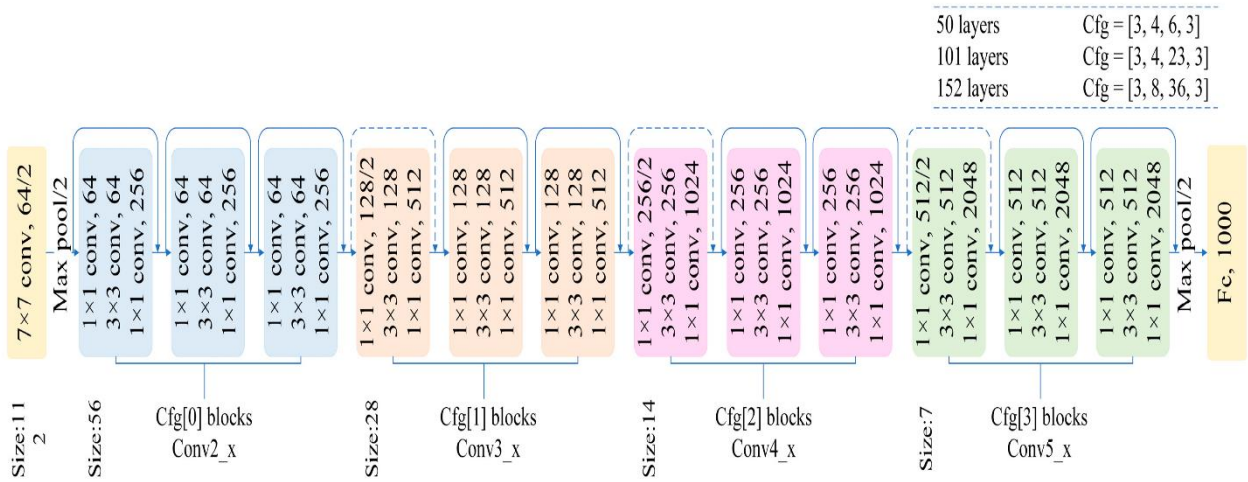 50 layers Cfg = [3, 4, 6, 3]
101 layers Cfg = [3, 4, 23, 3]
152 layers Cfg = [3, 8, 36, 3]
7×7 conv, 64/2
Max pool/2
1×1 conv, 64
3×3 conv, 64
1×1 conv, 256
1×1 conv, 64
3×3 conv, 64
1×1 conv, 256
1×1 conv, 64
3×3 conv, 64
1×1 conv, 256
1×1 conv, 128/2
3×3 conv, 128
1×1 conv, 512
1×1 conv, 128
3×3 conv, 128
1×1 conv, 512
1×1 conv, 128
3×3 conv, 128
1×1 conv, 512
1×1 conv, 256/2
3×3 conv, 256
1×1 conv, 1024
1×1 conv, 256
3×3 conv, 256
1×1 conv, 1024
1×1 conv, 256
3×3 conv, 256
1×1 conv, 1024
1×1 conv, 512/2
3×3 conv, 512
1×1 conv, 2048
1×1 conv, 512
3×3 conv, 512
1×1 conv, 2048
1×1 conv, 512
3×3 conv, 512
1×1 conv, 2048
Max pool/2
Fc, 1000
Size:11
2
Size:56
Cfg[0] blocks
Conv2_x
Size:28
Cfg[1] blocks
Conv3_x
Size:14
Cfg[2] blocks
Conv4_x
Size:7
Cfg[3] blocks
Conv5_x